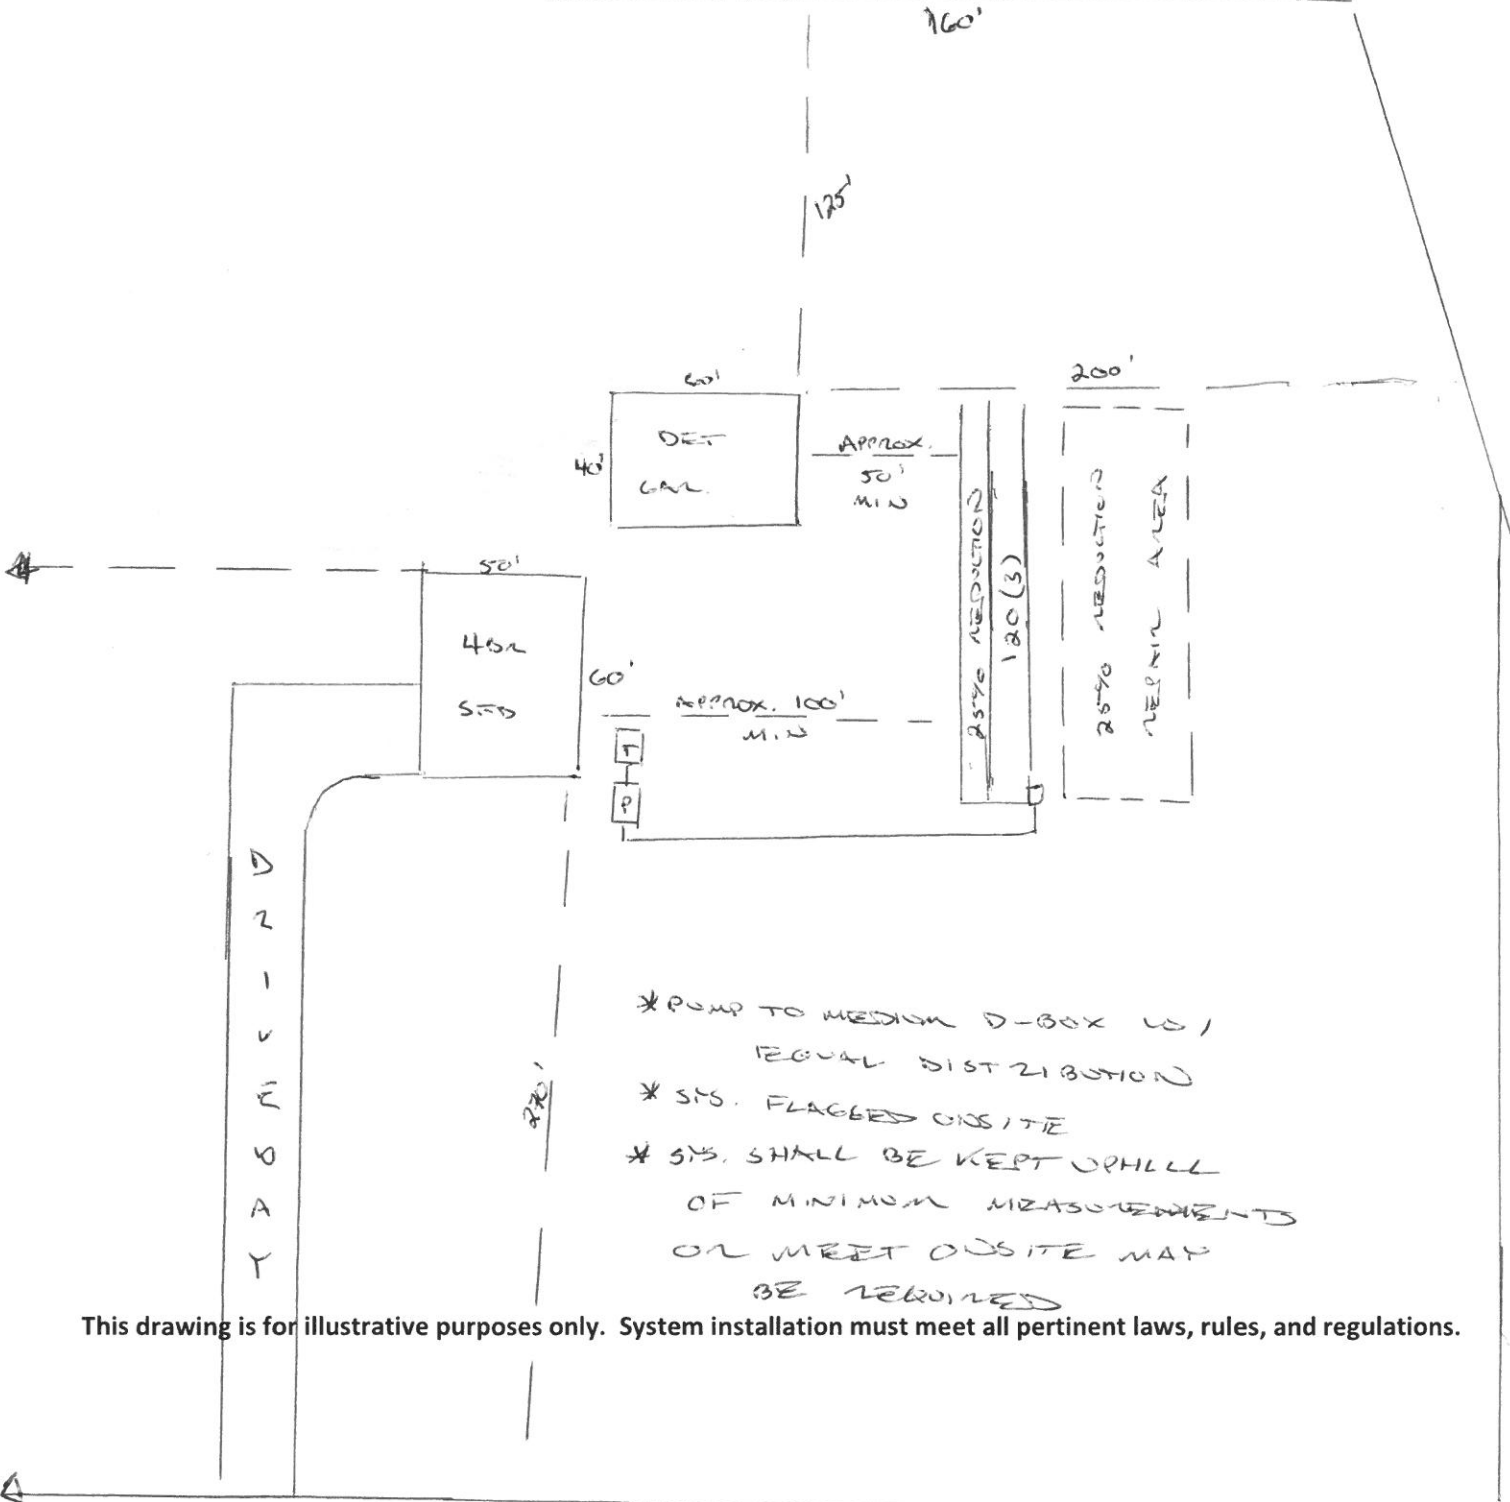 160'
125'
200'
60'
DET
GAR.
40'
APPROX.
50'
MIN
25% REDUCTION
120(3)
25% REDUCTION
REPAIR AREA
50'
4BR
SFD
60'
APPROX. 100'
MIN
T
P
DRIVEWAY
270'
* PUMP TO MEDIUM D-BOX W/
EQUAL DISTRIBUTION
* SYS. FLAGGED ONSITE
* SYS. SHALL BE KEPT UPHILL
OF MINIMUM MEASUREMENTS
OR MEET ONSITE MAY
BE REQUIRED
This drawing is for illustrative purposes only. System installation must meet all pertinent laws, rules, and regulations.